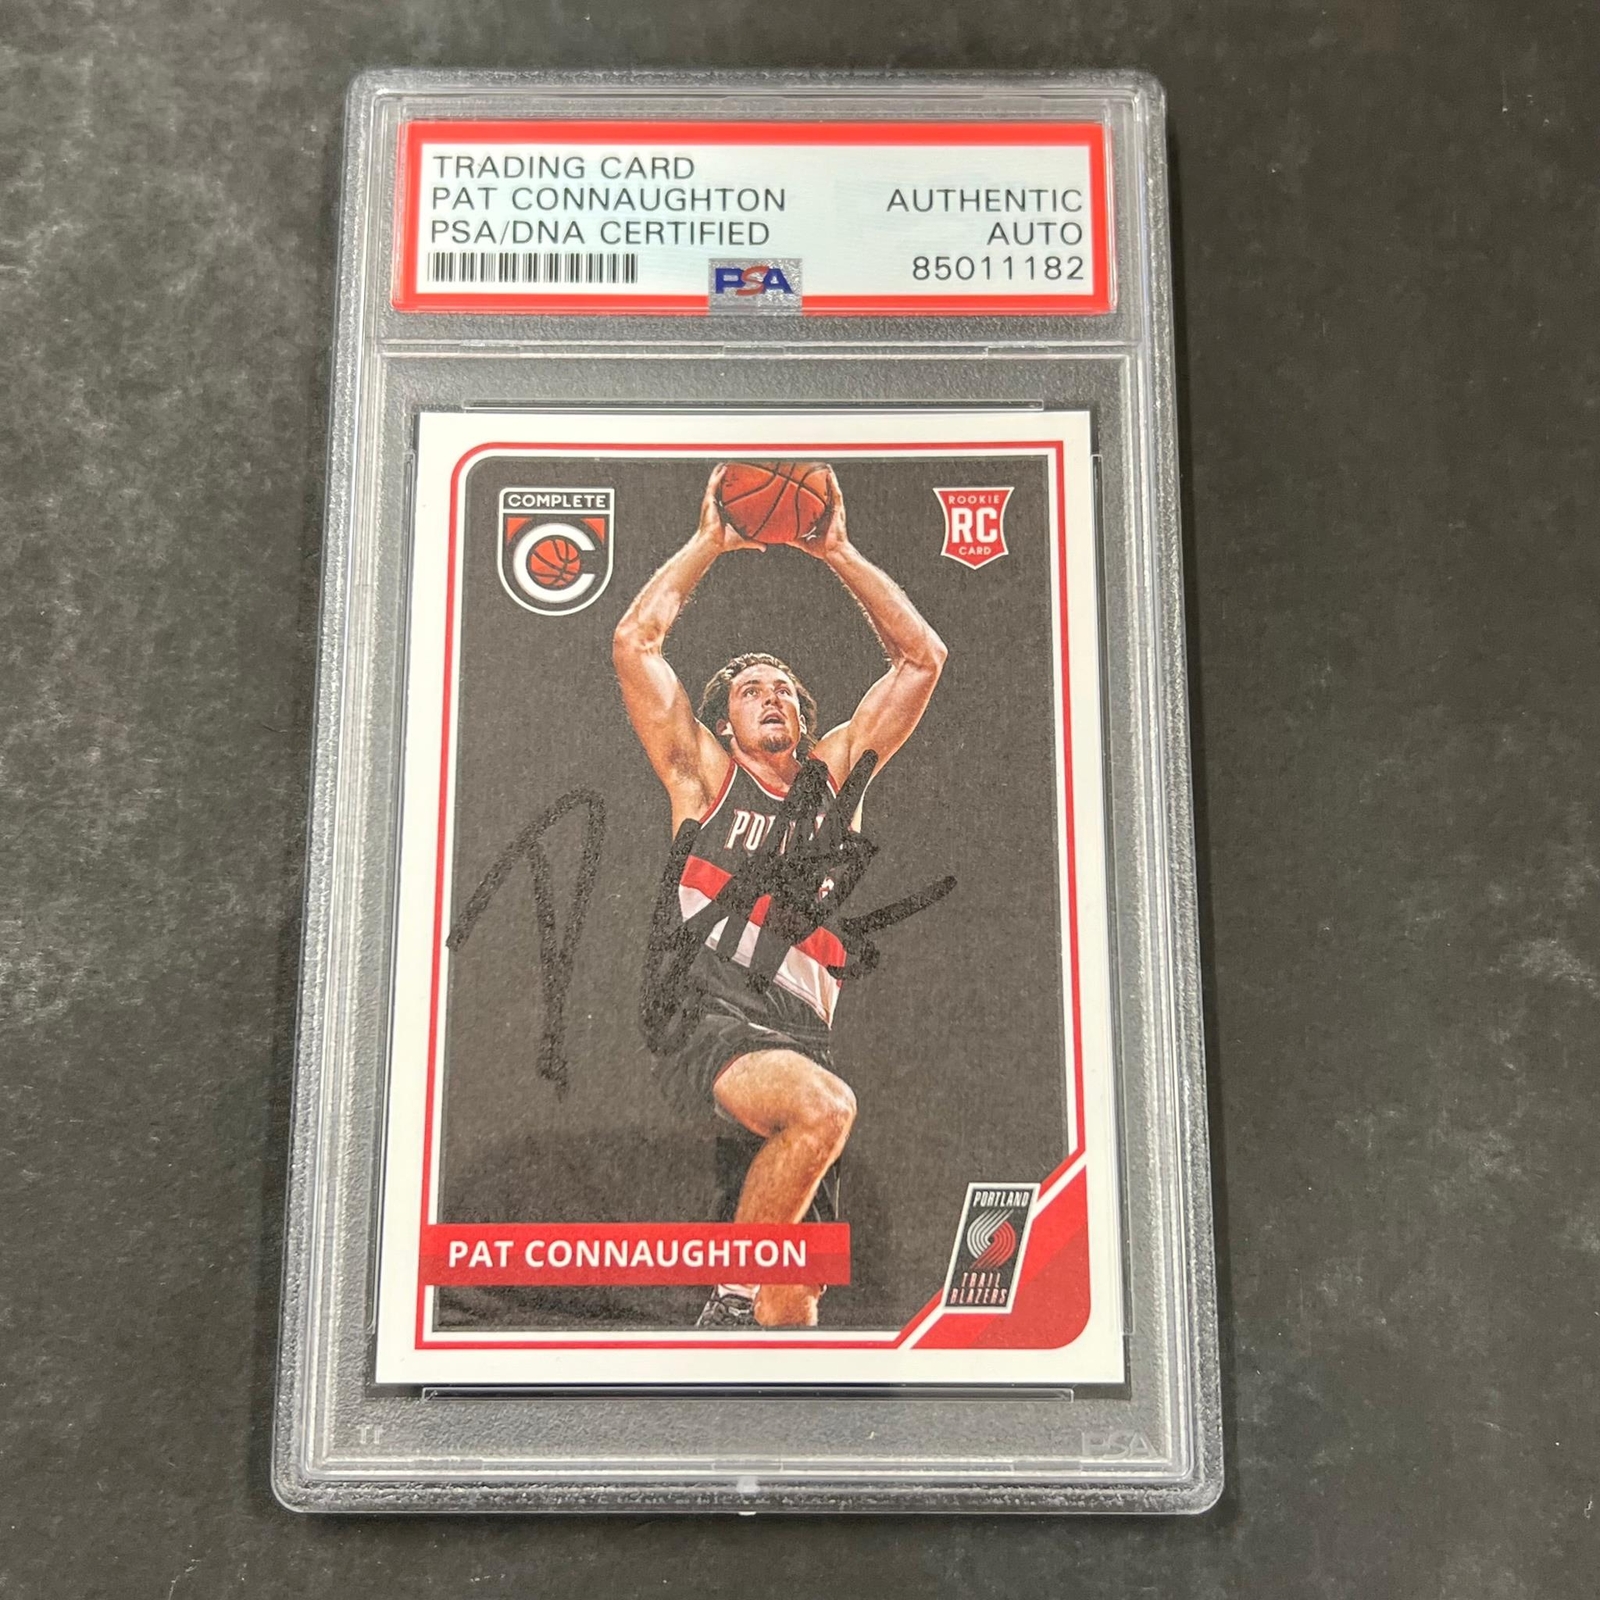 TRADING CARD
PAT CONNAUGHTON
PSA/DNA CERTIFIED
AUTHENTIC
AUTO
85011182
PSA
COMPLETE
C
ROOKIE
RC
CARD
PAT CONNAUGHTON
PORTLAND
TRAIL
BLAZERS
PSA